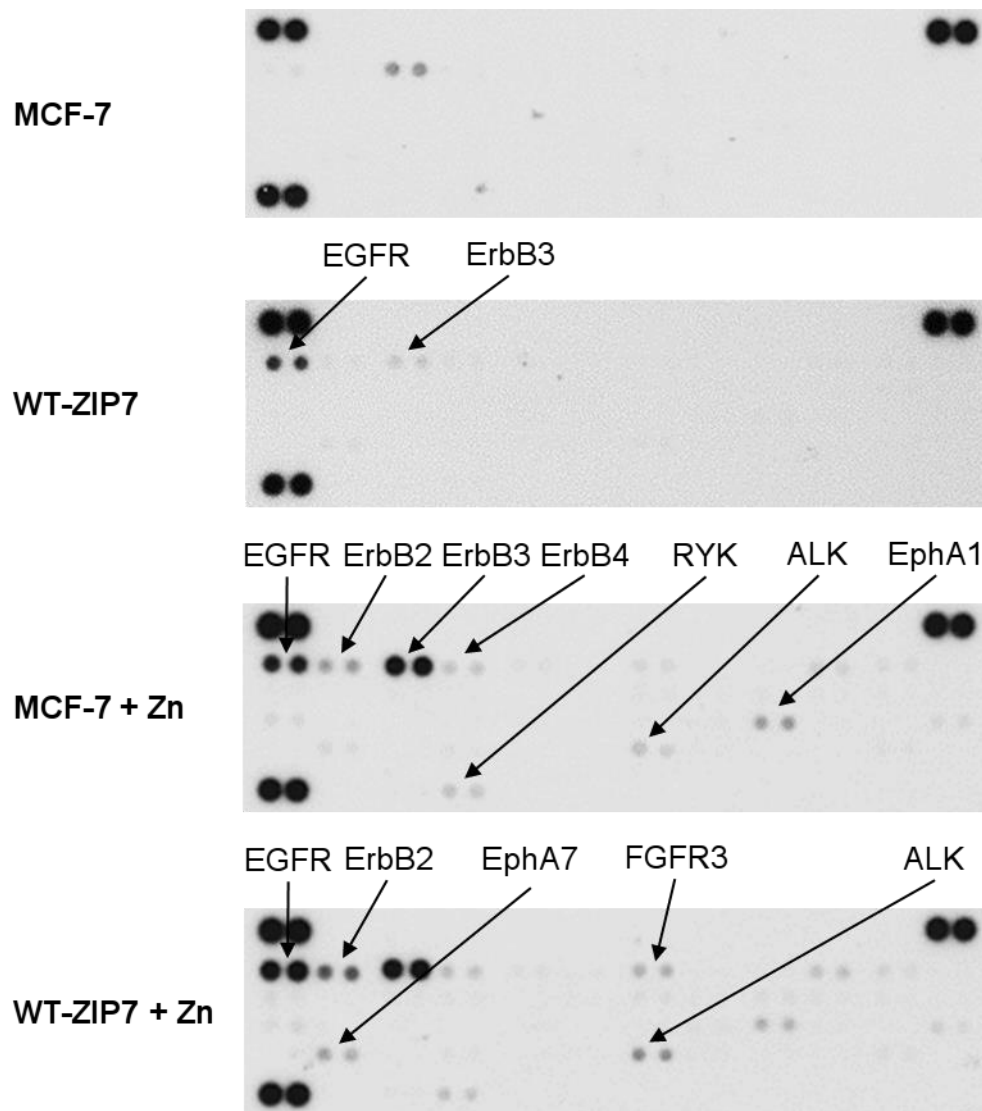 MCF-7
EGFR ErbB3
WT-ZIP7
EGFR ErbB2 ErbB3 ErbB4 RYK ALK EphA1
MCF-7 + Zn
EGFR ErbB2 EphA7 FGFR3 ALK
WT-ZIP7 + Zn